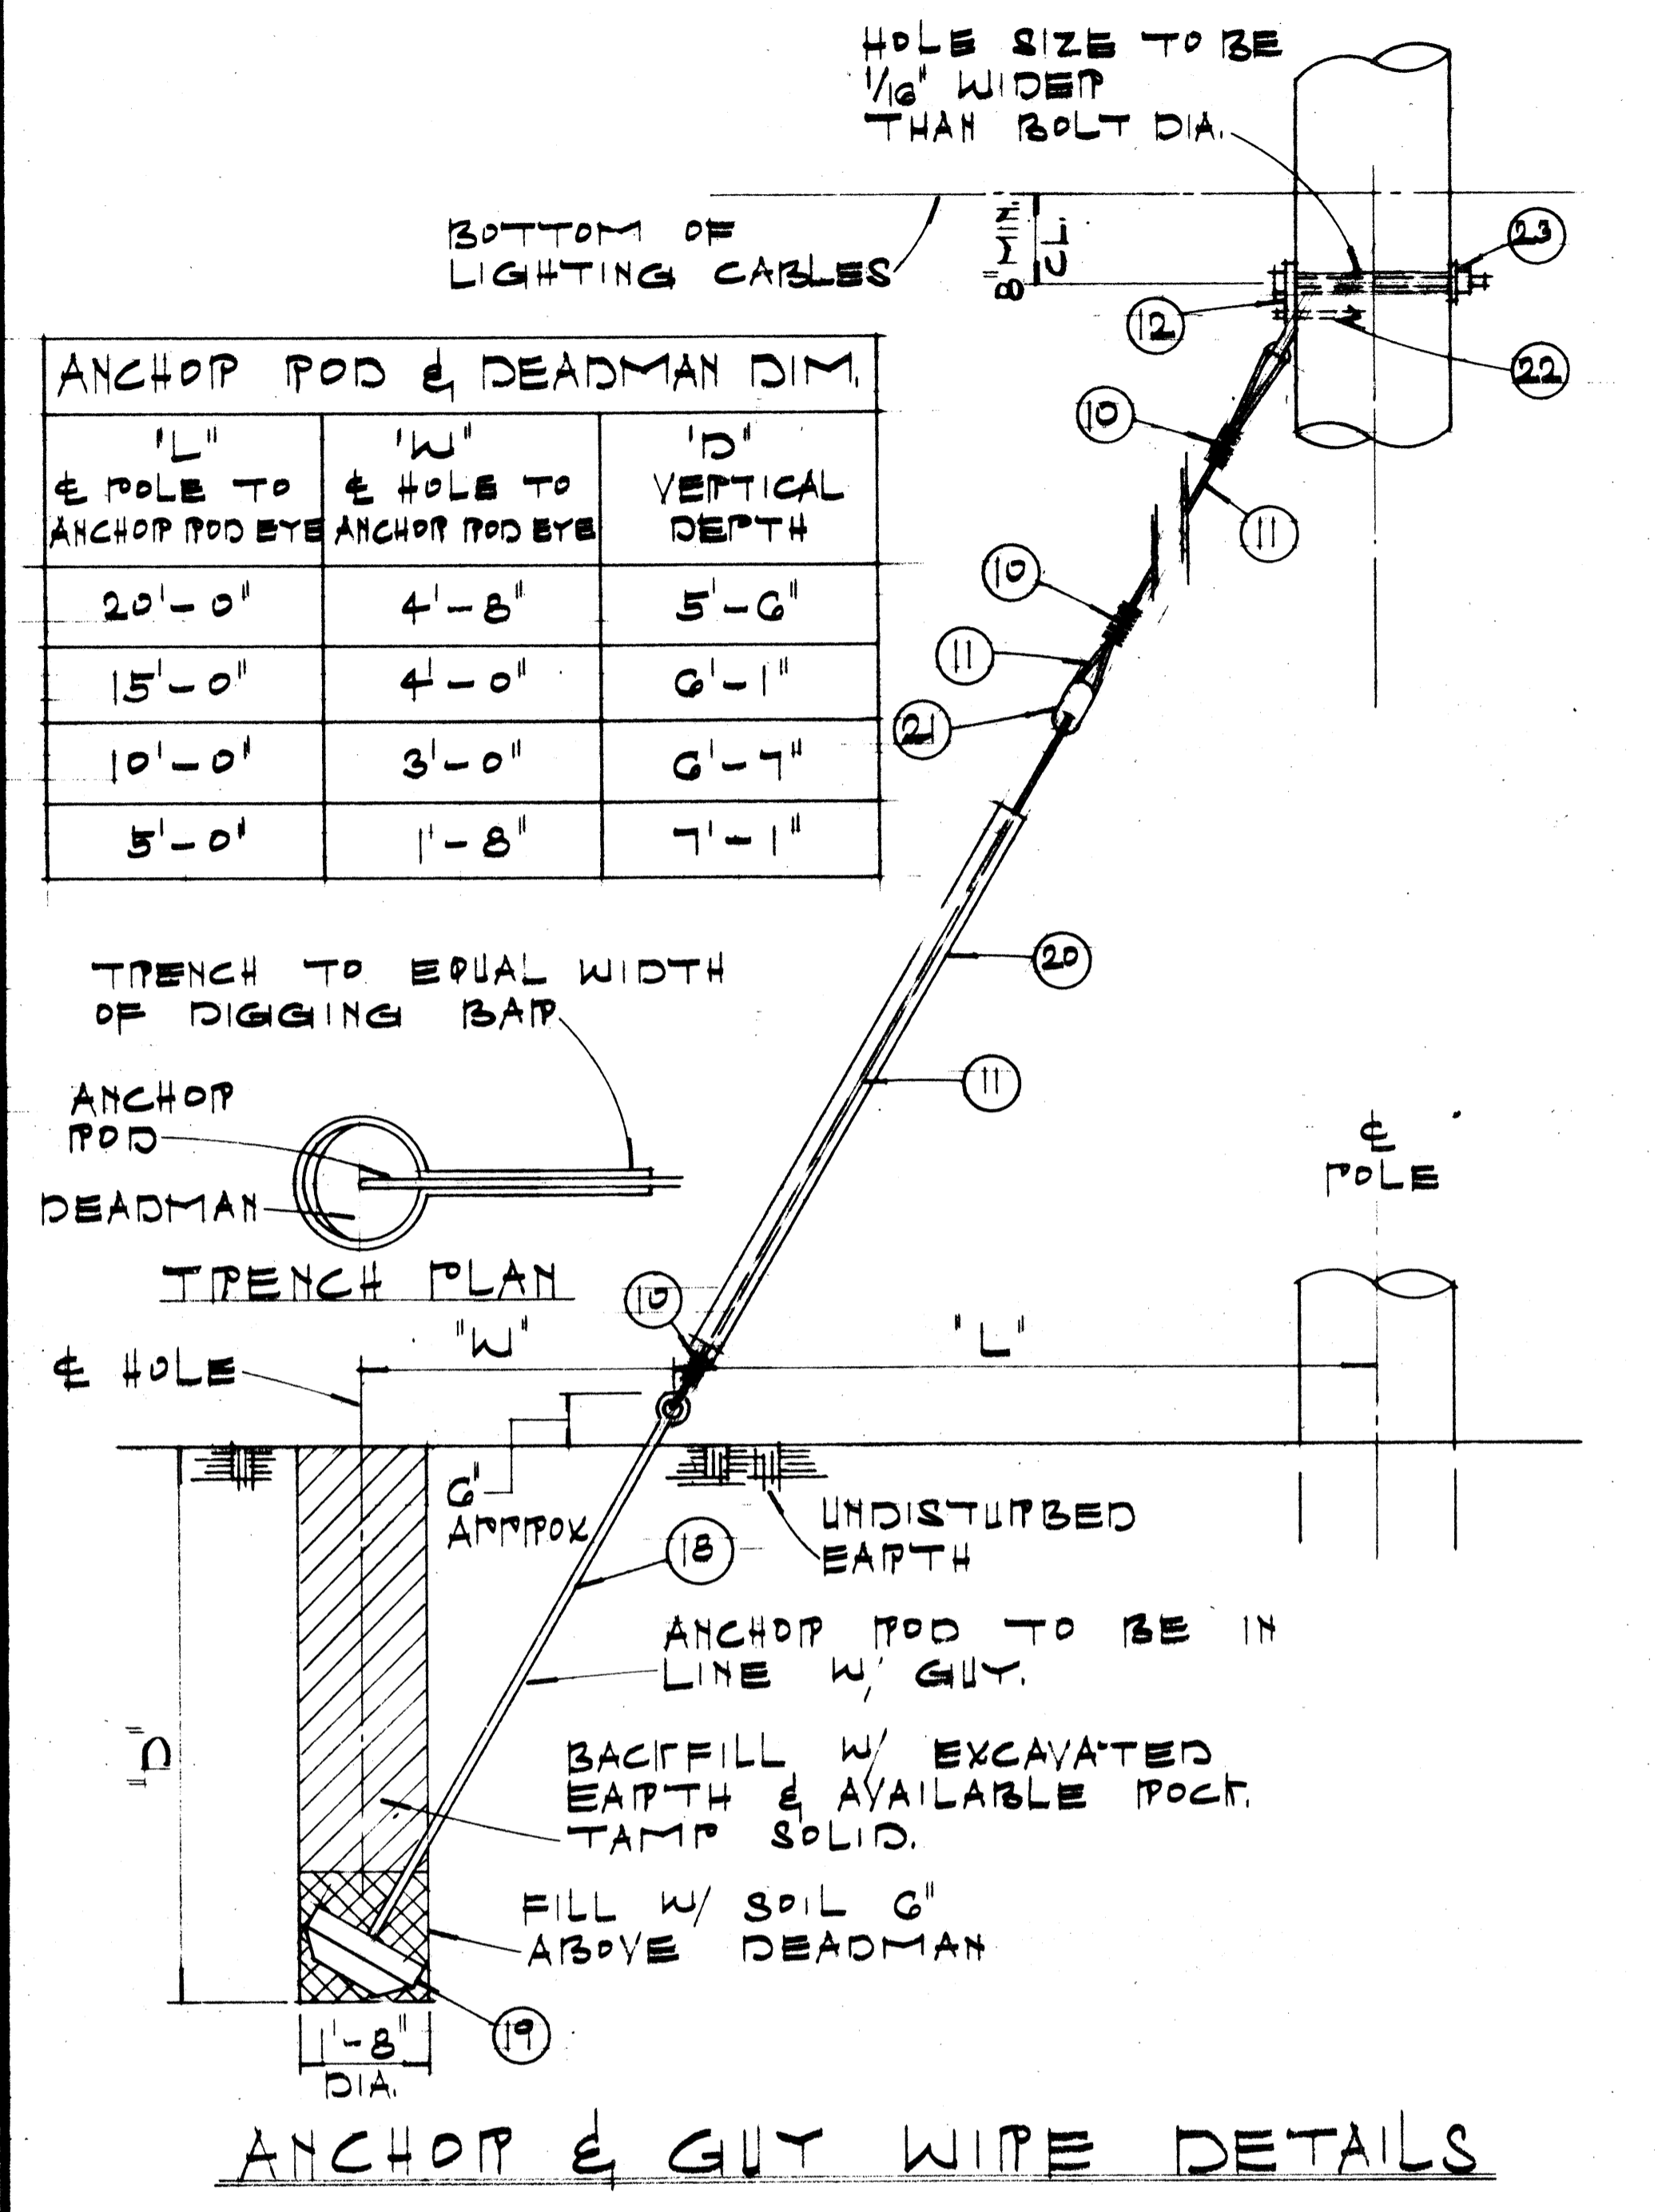 HOLE SIZE TO BE
1/16" WIDER
THAN BOLT DIA.
BOTTOM OF
LIGHTING CABLES
8" MIN.
CL.
23
12
22
10
11
10
11
21
20
11
ANCHOR ROD & DEADMAN DIM.
"L"
℄ POLE TO
ANCHOR ROD EYE
"W"
℄ HOLE TO
ANCHOR ROD EYE
"D"
VERTICAL
DEPTH
20'-0" 4'-8" 5'-6"
15'-0" 4'-0" 6'-1"
10'-0" 3'-0" 6'-7"
5'-0" 1'-8" 7'-1"
TRENCH TO EQUAL WIDTH
OF DIGGING BAR
ANCHOR
ROD
DEADMAN
TRENCH PLAN
℄
POLE
10
"W"
"L"
℄ HOLE
6"
APPROX
18
UNDISTURBED
EARTH
ANCHOR ROD TO BE IN
LINE W/ GUY.
"D"
BACKFILL W/ EXCAVATED
EARTH & AVAILABLE ROCK.
TAMP SOLID.
FILL W/ SOIL 6"
ABOVE DEADMAN
19
1'-8"
DIA.
ANCHOR & GUY WIRE DETAILS